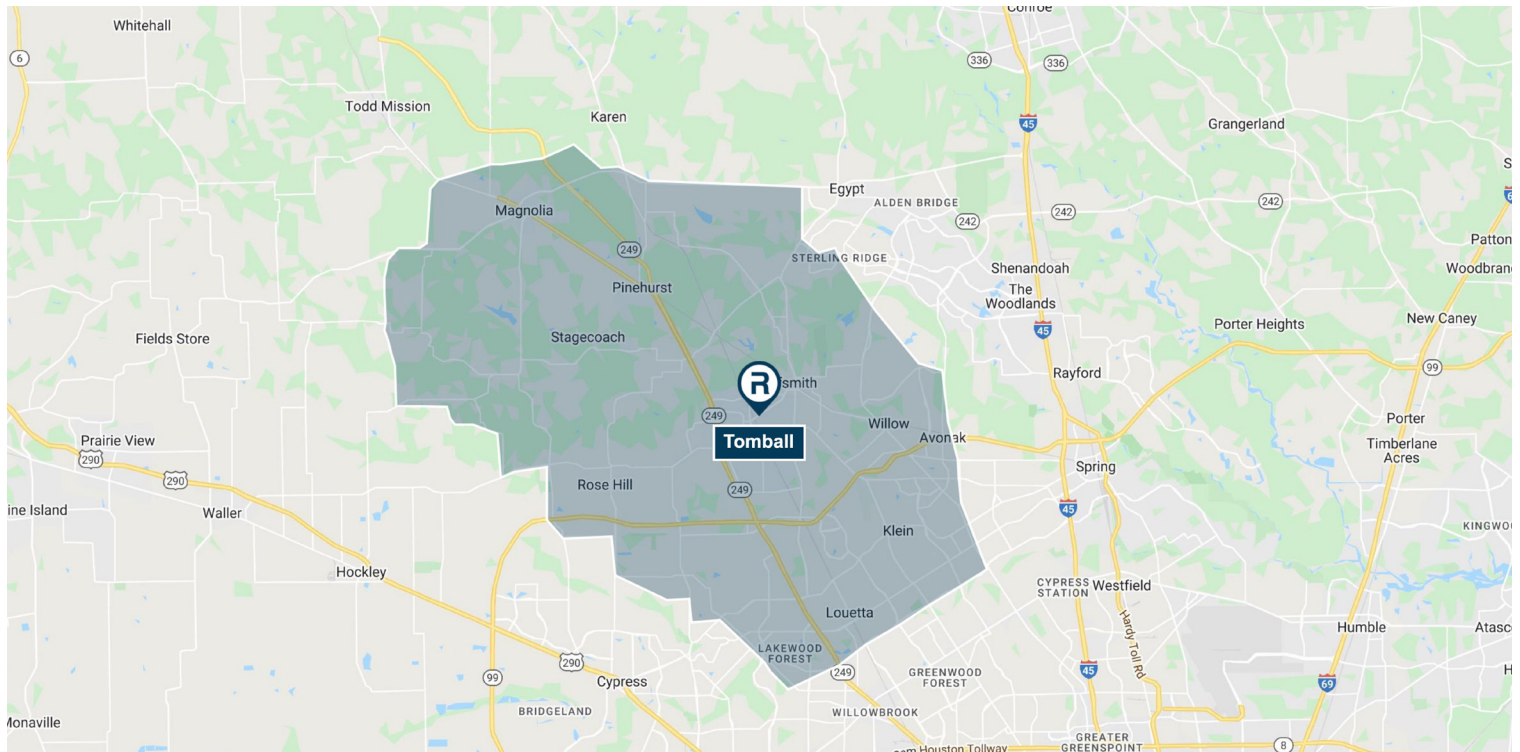 Whitehall
Conroe
6
336
336
Todd Mission
Karen
45
Grangerland
Egypt
ALDEN BRIDGE
Magnolia
242
242
242
249
STERLING RIDGE
Patton
Shenandoah
Woodbran
Pinehurst
The
Woodlands
Fields Store
Stagecoach
45
Porter Heights
New Caney
99
Rayford
R
smith
249
Willow
Porter
Prairie View
Tomball
Avonak
Timberlane
Acres
290
290
Spring
Rose Hill
249
45
ine Island
Waller
Klein
KINGWO
Hockley
CYPRESS
STATION
Westfield
Louetta
Hardy Toll Rd
Humble
Atasc
LAKEWOOD
FOREST
290
249
GREENWOOD
FOREST
45
99
Cypress
69
BRIDGELAND
WILLOWBROOK
Monaville
GREATER
GREENSPOINT
8
Houston Tollway